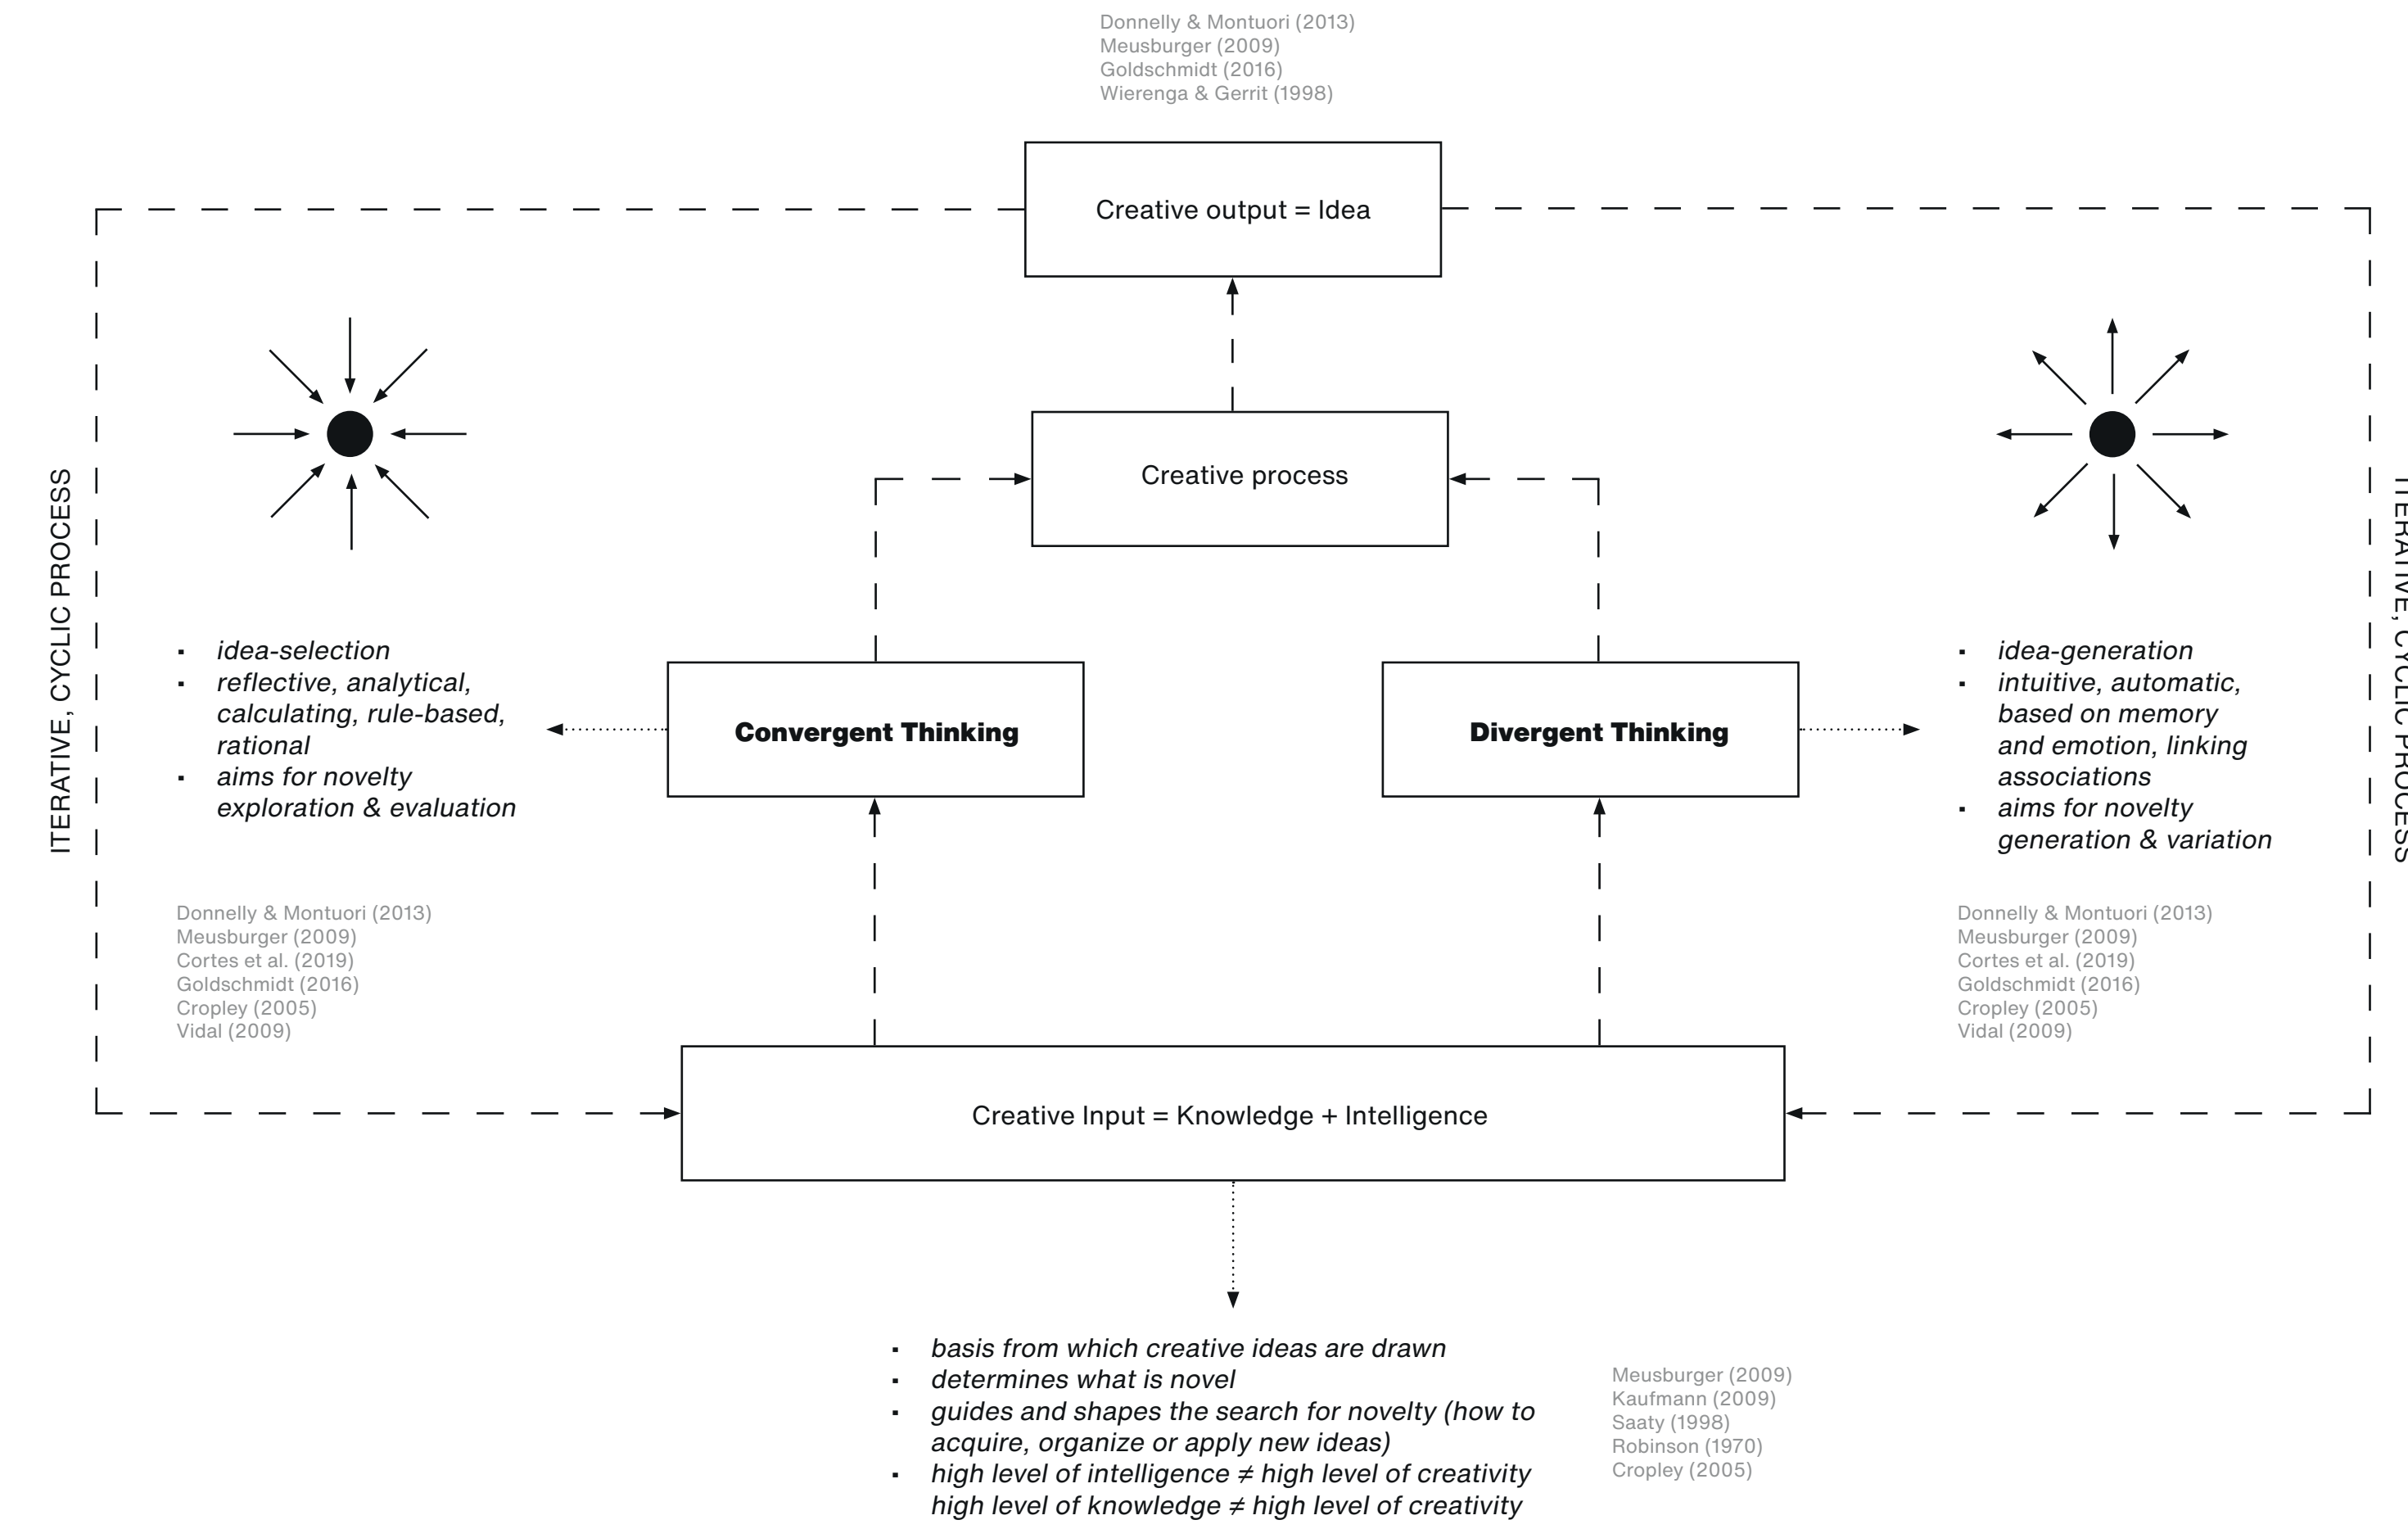 Donnelly & Montuori (2013)
Meusburger (2009)
Goldschmidt (2016)
Wierenga & Gerrit (1998)
Creative output = Idea
Creative process
ITERATIVE, CYCLIC PROCESS
▪ idea-selection
▪ reflective, analytical,
calculating, rule-based,
rational
▪ aims for novelty
exploration & evaluation
Convergent Thinking
Divergent Thinking
▪ idea-generation
▪ intuitive, automatic,
based on memory
and emotion, linking
associations
▪ aims for novelty
generation & variation
ITERATIVE, CYCLIC PROCESS
Donnelly & Montuori (2013)
Meusburger (2009)
Cortes et al. (2019)
Goldschmidt (2016)
Cropley (2005)
Vidal (2009)
Donnelly & Montuori (2013)
Meusburger (2009)
Cortes et al. (2019)
Goldschmidt (2016)
Cropley (2005)
Vidal (2009)
Creative Input = Knowledge + Intelligence
▪ basis from which creative ideas are drawn
▪ determines what is novel
▪ guides and shapes the search for novelty (how to
acquire, organize or apply new ideas)
▪ high level of intelligence ≠ high level of creativity
high level of knowledge ≠ high level of creativity
Meusburger (2009)
Kaufmann (2009)
Saaty (1998)
Robinson (1970)
Cropley (2005)